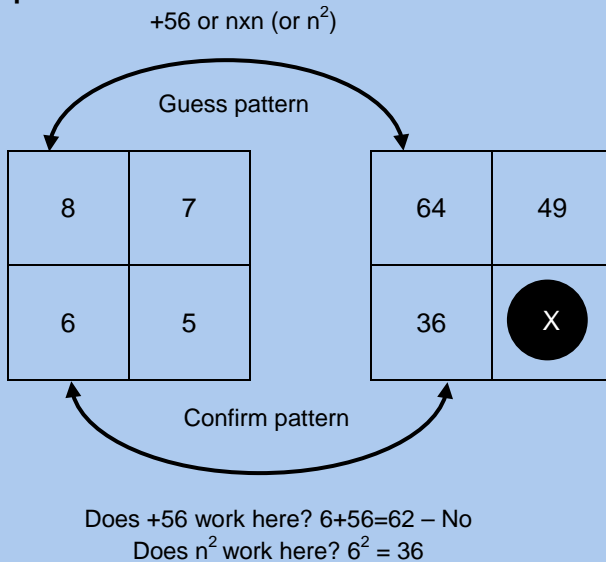 +56 or nxn (or n²)
Guess pattern
8 7 64 49
6 5 36 X
Confirm pattern
Does +56 work here? 6+56=62 – No
Does n² work here? 6² = 36